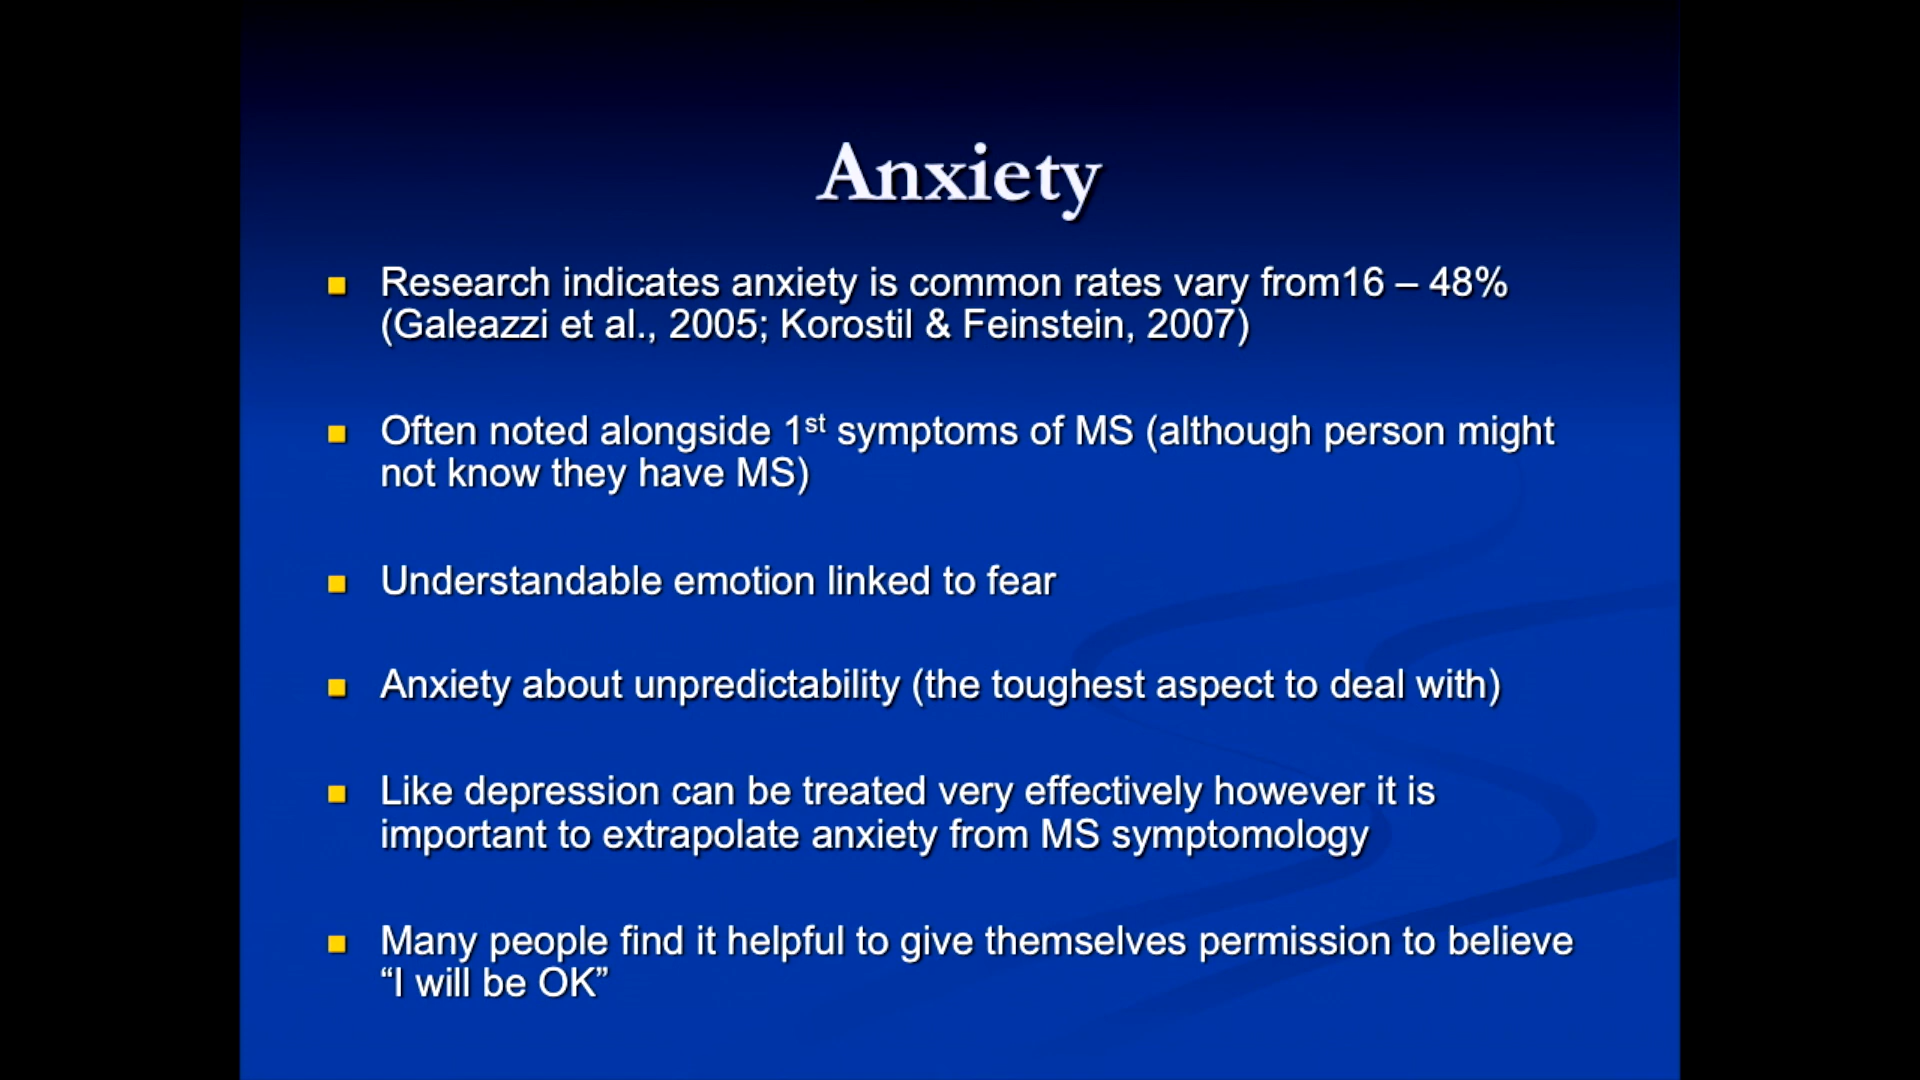 Anxiety
Research indicates anxiety is common rates vary from16 – 48%
(Galeazzi et al., 2005; Korostil & Feinstein, 2007)
Often noted alongside 1st symptoms of MS (although person might
not know they have MS)
Understandable emotion linked to fear
Anxiety about unpredictability (the toughest aspect to deal with)
Like depression can be treated very effectively however it is
important to extrapolate anxiety from MS symptomology
Many people find it helpful to give themselves permission to believe
“I will be OK”